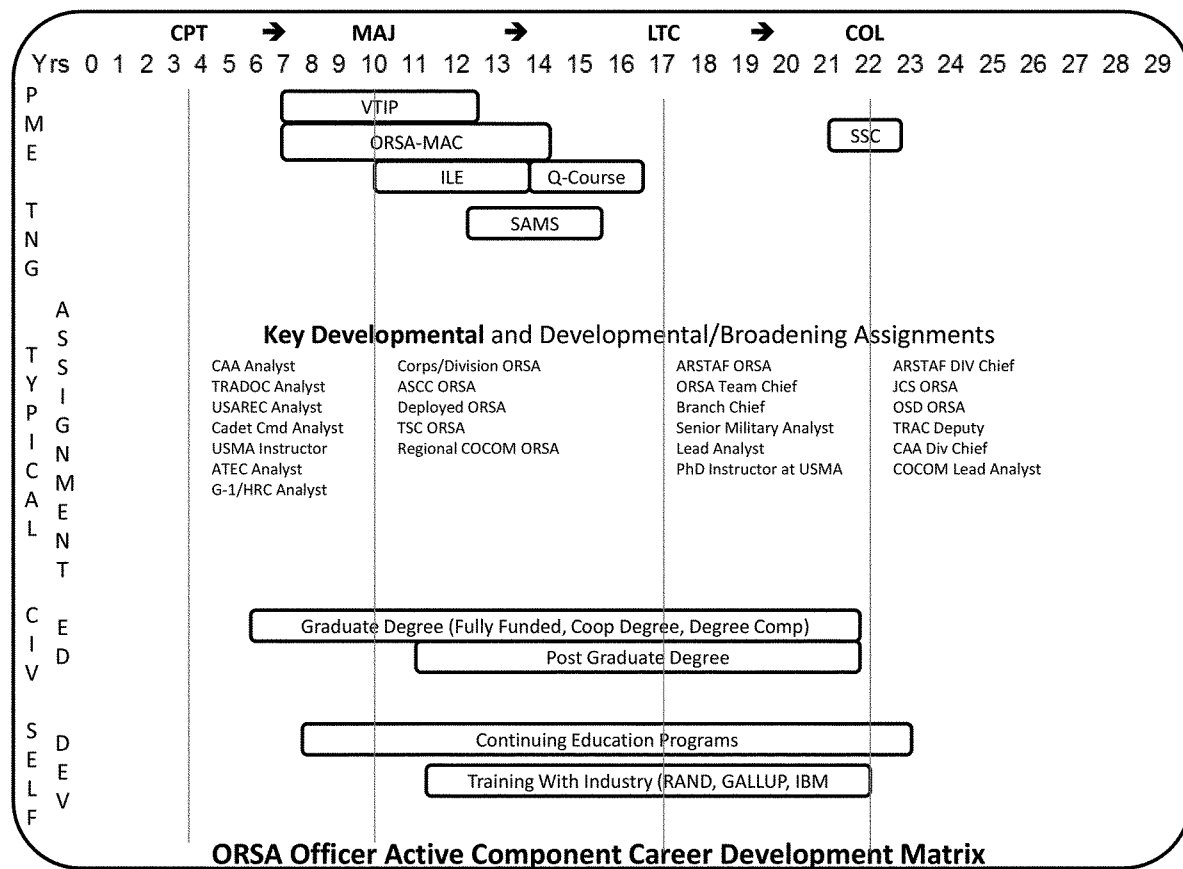 CPT ➔ MAJ ➔ LTC ➔ COL
Yrs 0 1 2 3 4 5 6 7 8 9 10 11 12 13 14 15 16 17 18 19 20 21 22 23 24 25 26 27 28 29
PME TNG
VTIP
ORSA-MAC
SSC
ILE
Q-Course
SAMS
TYPICAL ASSIGNMENT
Key Developmental and Developmental/Broadening Assignments
CAA Analyst
TRADOC Analyst
USAREC Analyst
Cadet Cmd Analyst
USMA Instructor
ATEC Analyst
G-1/HRC Analyst
Corps/Division ORSA
ASCC ORSA
Deployed ORSA
TSC ORSA
Regional COCOM ORSA
ARSTAF ORSA
ORSA Team Chief
Branch Chief
Senior Military Analyst
Lead Analyst
PhD Instructor at USMA
ARSTAF DIV Chief
JCS ORSA
OSD ORSA
TRAC Deputy
CAA Div Chief
COCOM Lead Analyst
CIV ED
Graduate Degree (Fully Funded, Coop Degree, Degree Comp)
Post Graduate Degree
SELF DEV
Continuing Education Programs
Training With Industry (RAND, GALLUP, IBM
ORSA Officer Active Component Career Development Matrix